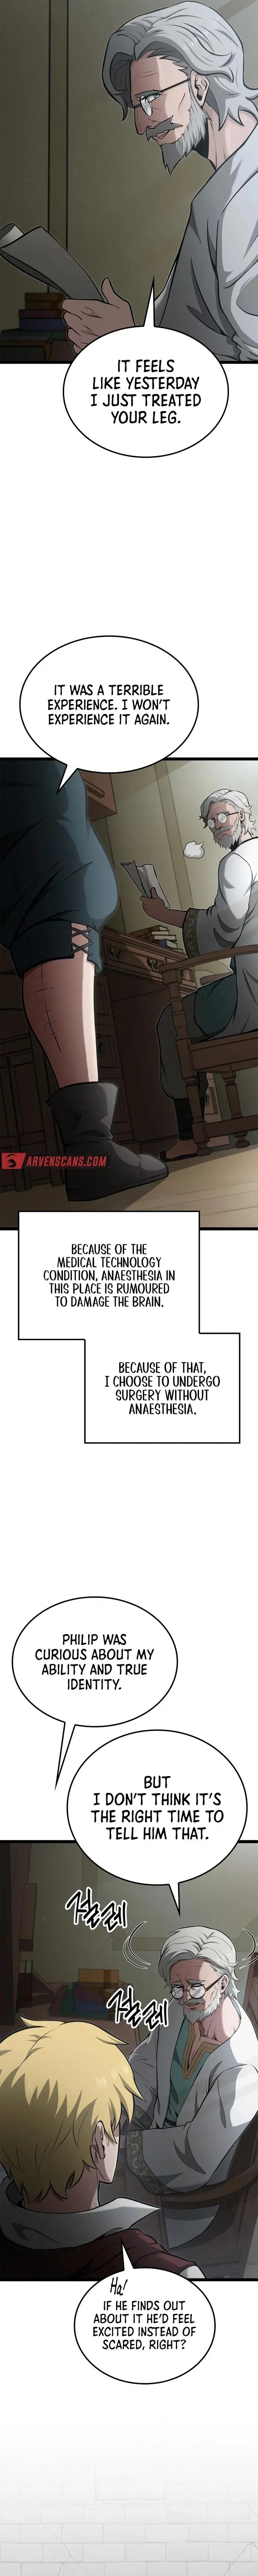 IT FEELS
LIKE YESTERDAY
I JUST TREATED
YOUR LEG.
IT WAS A TERRIBLE
EXPERIENCE. I WON'T
EXPERIENCE IT AGAIN.
ARVENSCANS.COM
BECAUSE OF THE
MEDICAL TECHNOLOGY
CONDITION, ANAESTHESIA IN
THIS PLACE IS RUMOURED
TO DAMAGE THE BRAIN.
BECAUSE OF THAT,
I CHOOSE TO UNDERGO
SURGERY WITHOUT
ANAESTHESIA.
PHILIP WAS
CURIOUS ABOUT MY
ABILITY AND TRUE
IDENTITY.
BUT
I DON'T THINK IT'S
THE RIGHT TIME TO
TELL HIM THAT.
절레
절레
Ha!
IF HE FINDS OUT
ABOUT IT HE'D FEEL
EXCITED INSTEAD OF
SCARED, RIGHT?